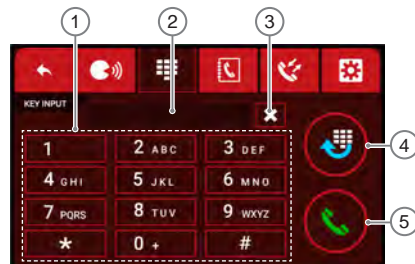 1 2 3
KEY INPUT
1 2 ABC 3 DEF
4 GHI 5 JKL 6 MNO
7 PQRS 8 TUV 9 WXYZ
* 0 + #
4
5